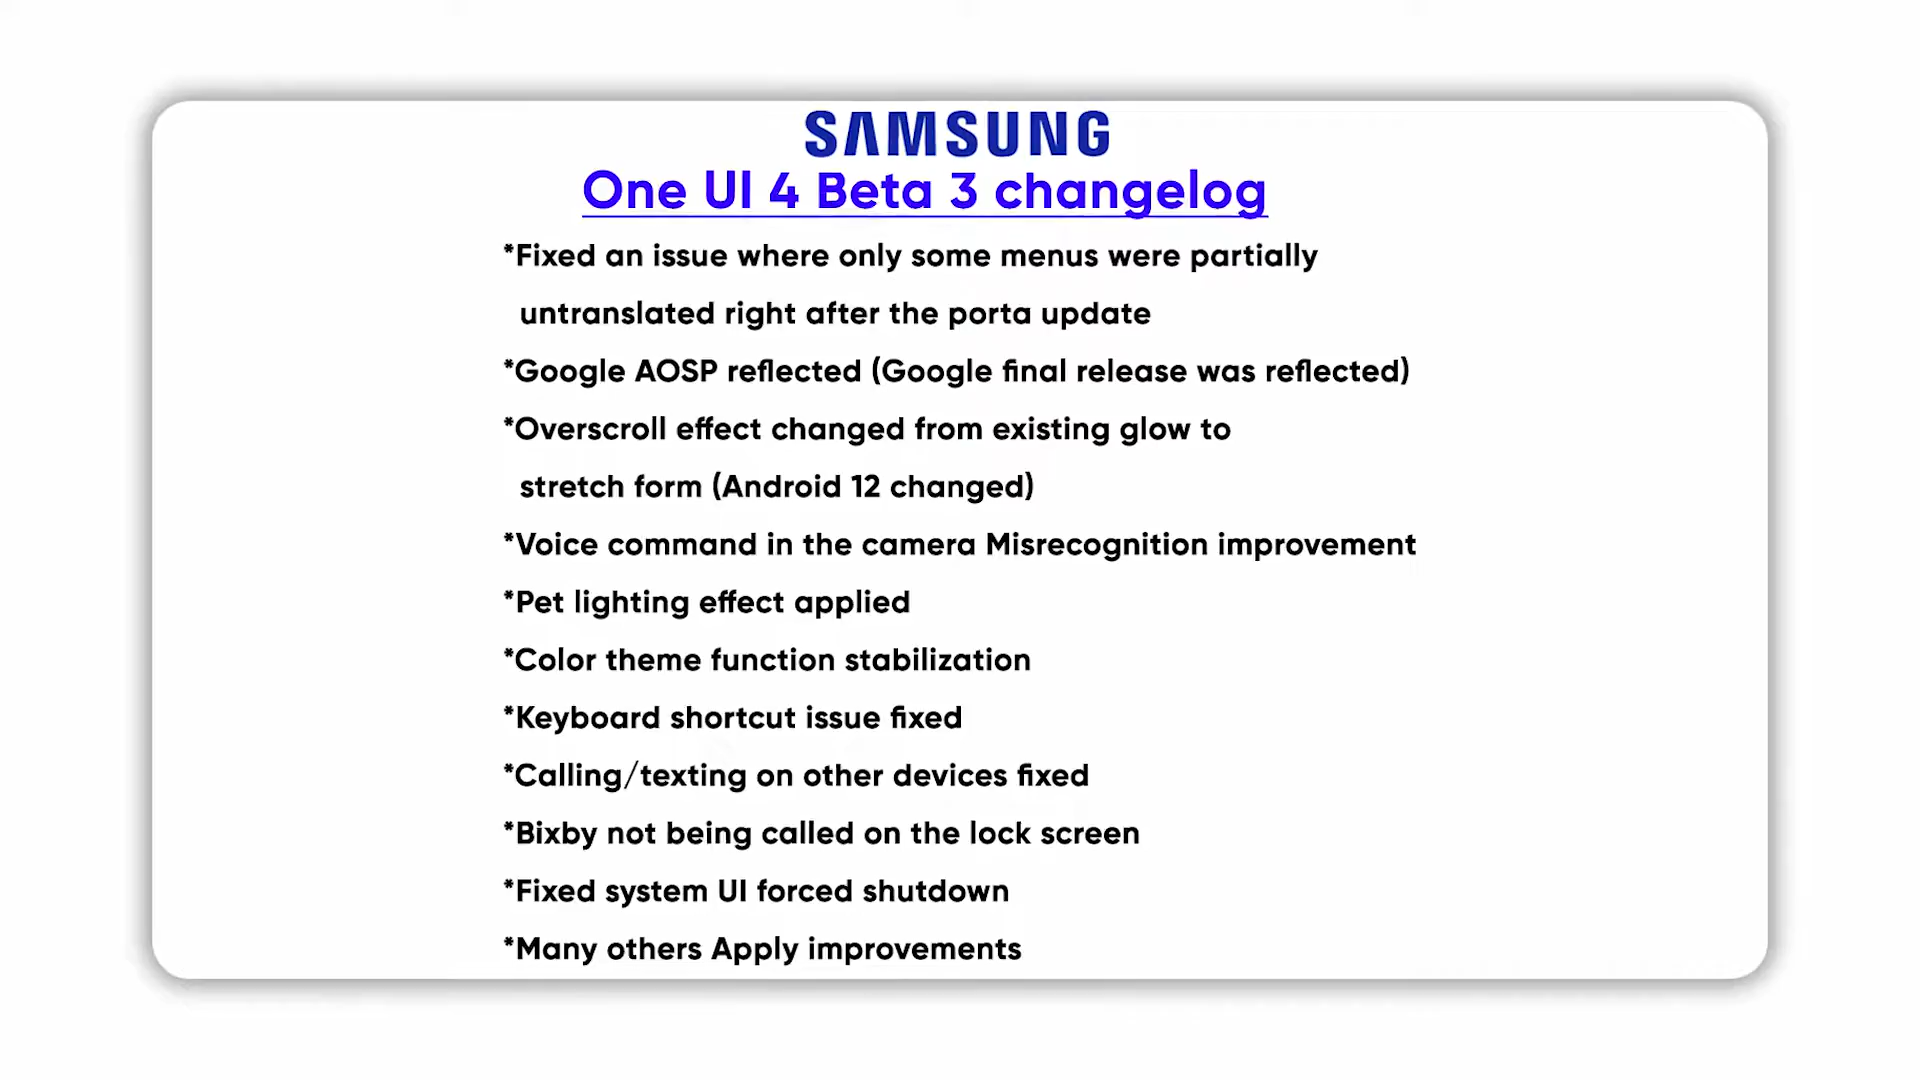 SAMSUNG
One UI 4 Beta 3 changelog
*Fixed an issue where only some menus were partially
untranslated right after the porta update
*Google AOSP reflected (Google final release was reflected)
*Overscroll effect changed from existing glow to
stretch form (Android 12 changed)
*Voice command in the camera Misrecognition improvement
*Pet lighting effect applied
*Color theme function stabilization
*Keyboard shortcut issue fixed
*Calling/texting on other devices fixed
*Bixby not being called on the lock screen
*Fixed system UI forced shutdown
*Many others Apply improvements